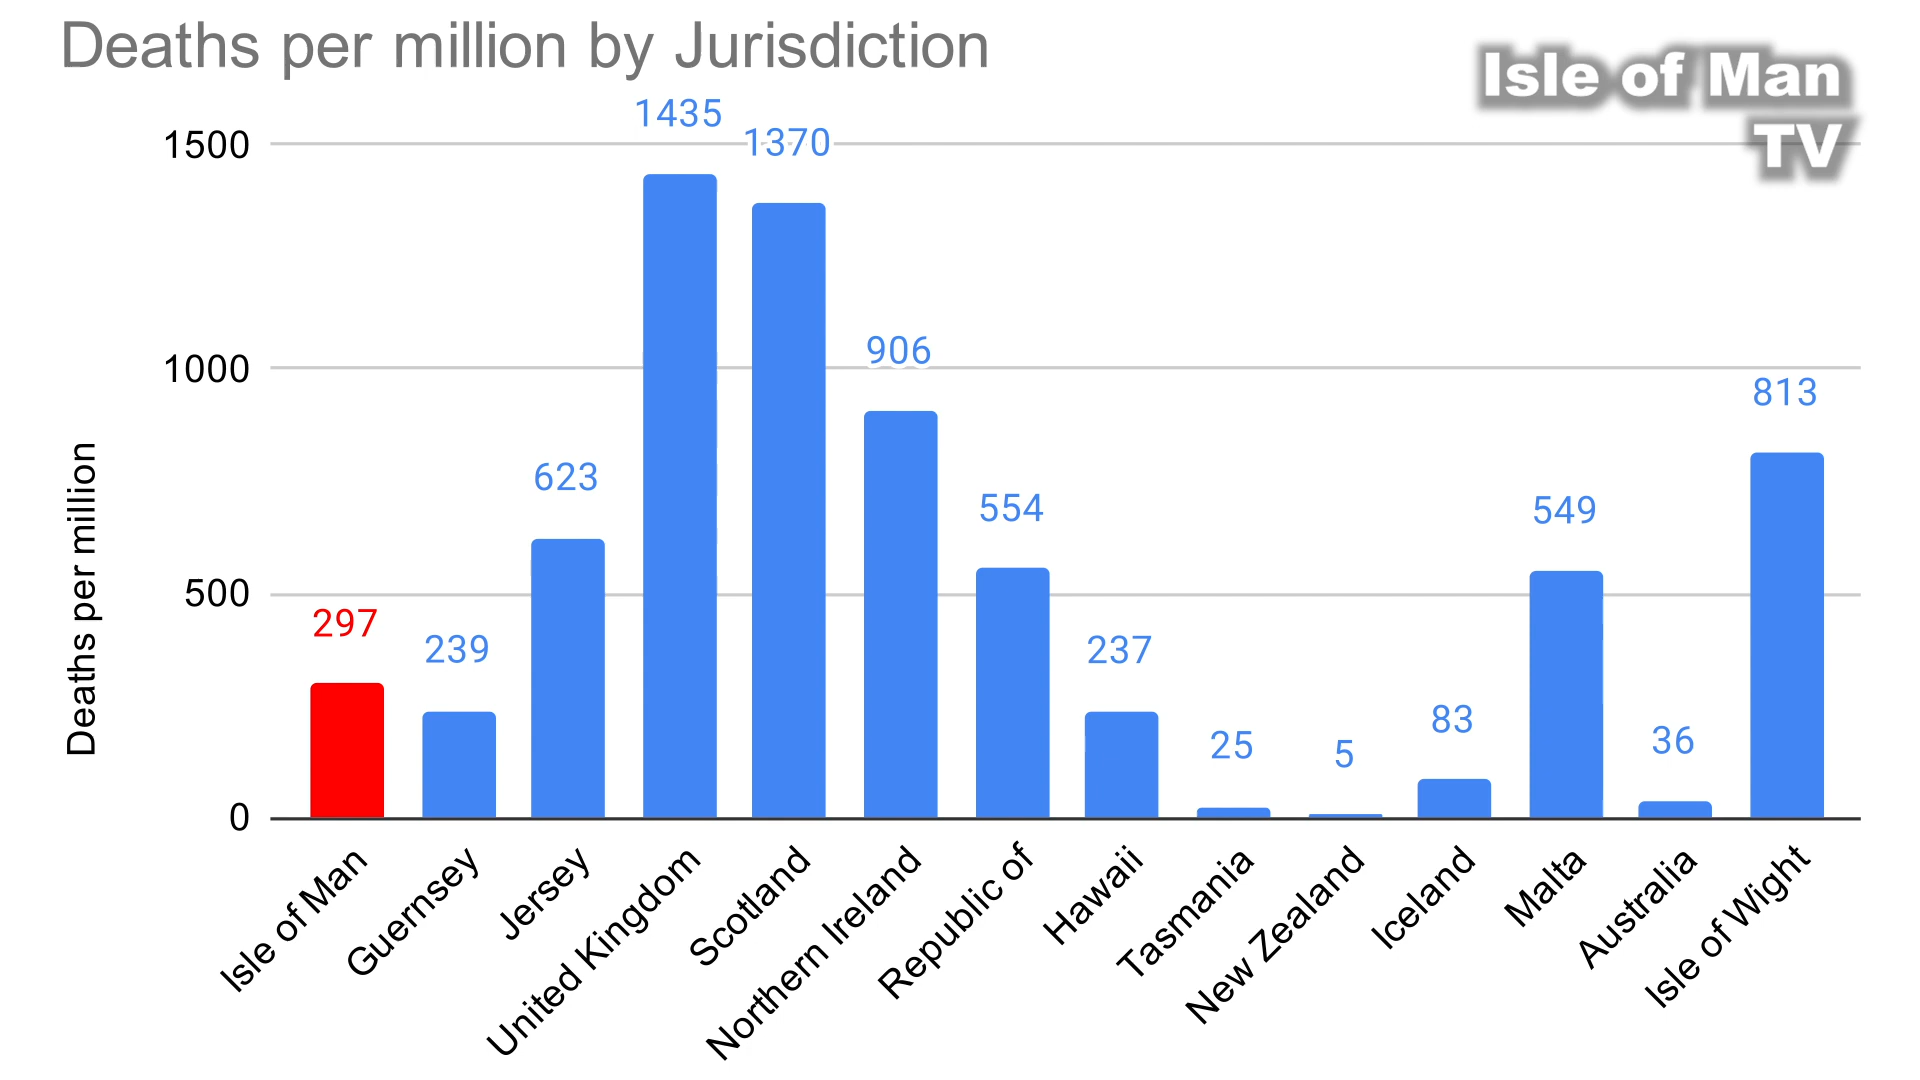 Deaths per million by Jurisdiction
Isle of Man
TV
1435
1370
1500
906
1000
813
623
554
549
500
297
239
237
83
25
5
36
0
Deaths per million
Isle of Man
Guernsey
Jersey
United Kingdom
Scotland
Northern Ireland
Republic of
Hawaii
Tasmania
New Zealand
Iceland
Malta
Australia
Isle of Wight